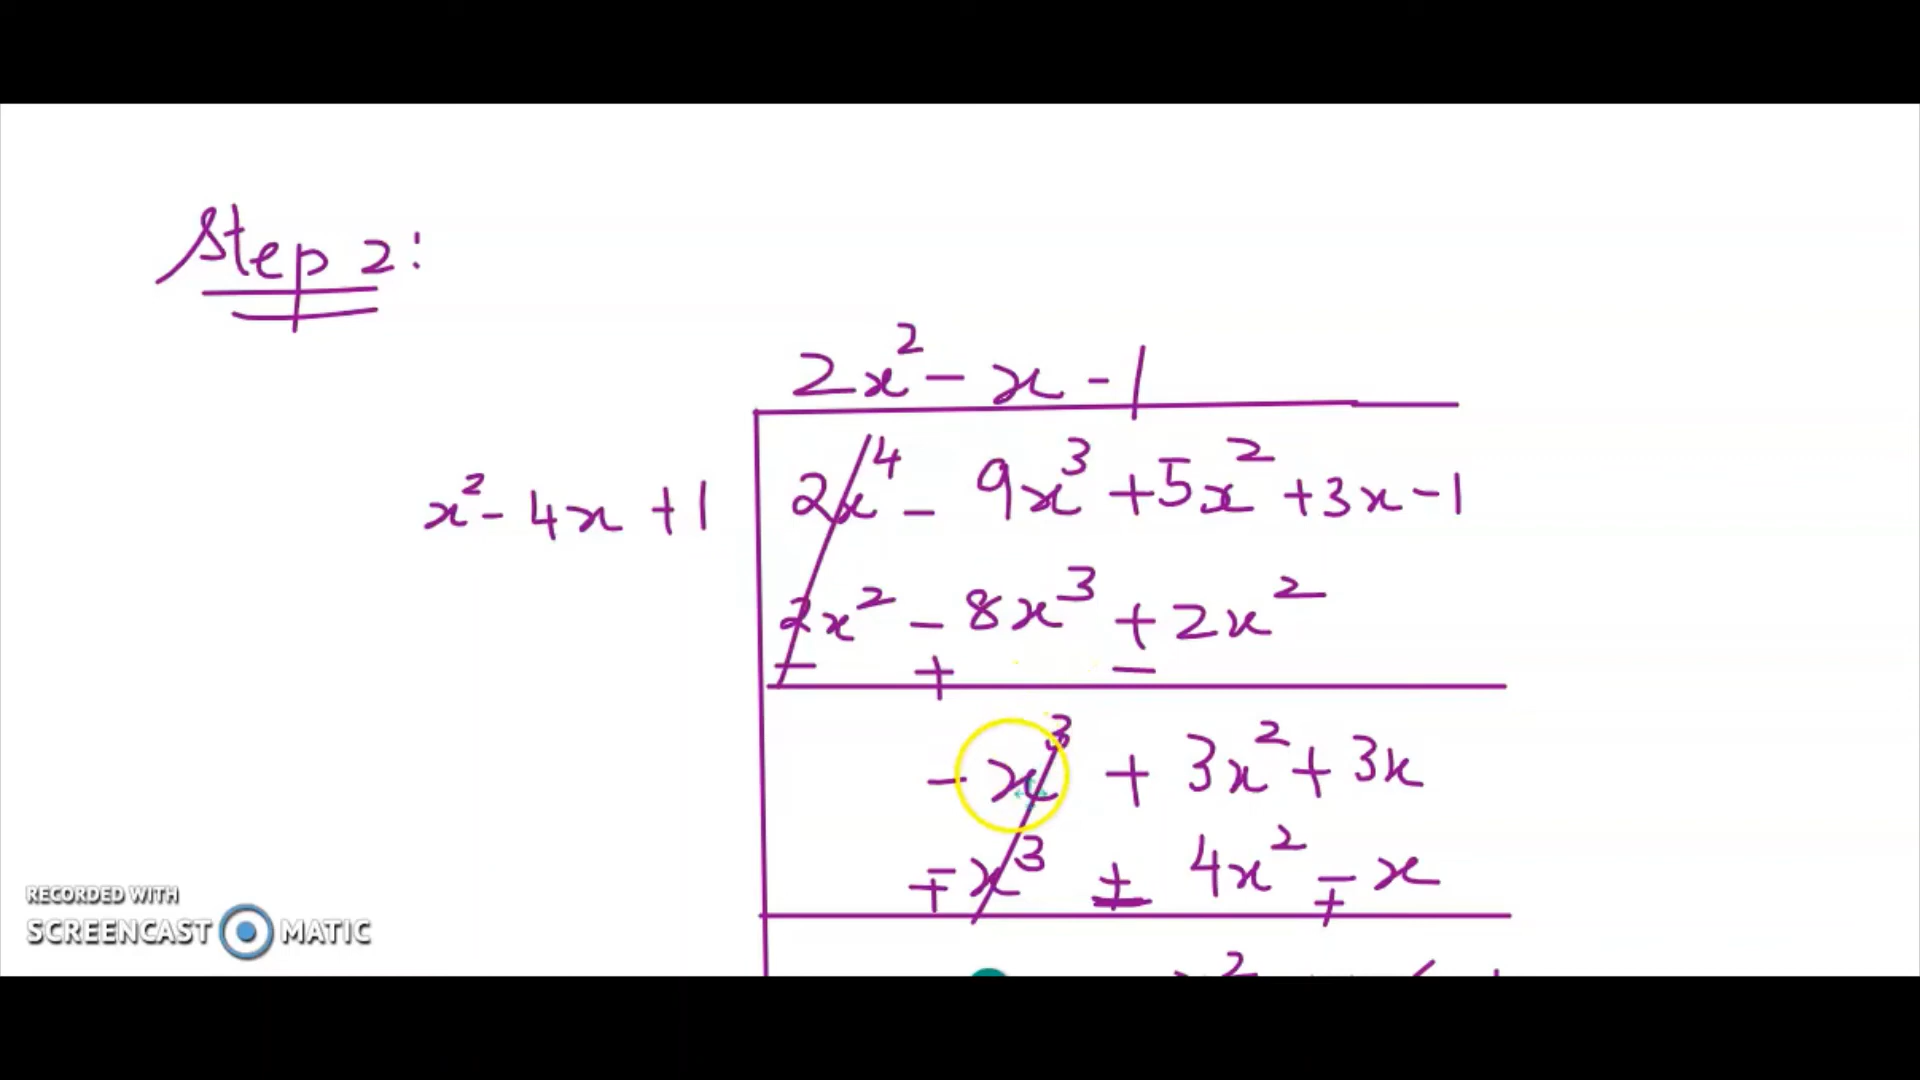 Step 2:
2x² - x - 1
x² - 4x + 1
2x⁴ - 9x³ + 5x² + 3x - 1
2x² - 8x³ + 2x²
- + -
- x³ + 3x² + 3x
- x³ + 4x² - x
+ - +
RECORDED WITH
SCREENCAST MATIC